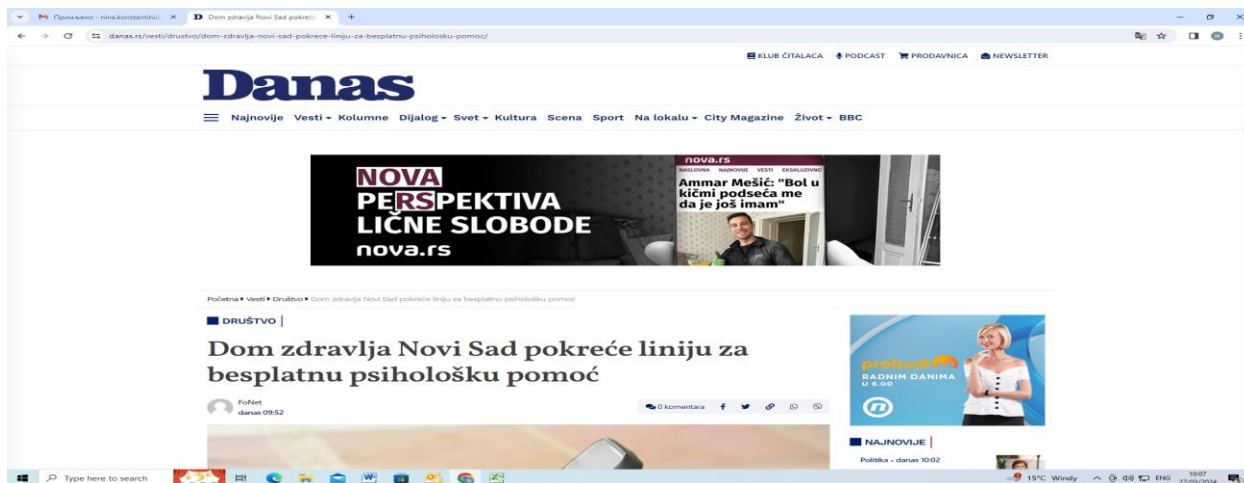 Dom zdravlja Novi Sad pokreć
danas.rs/vesti/drustvo/dom-zdravlja-novi-sad-pokrece-liniju-za-besplatnu-psiholosku-pomoc/
KLUB ČITALACA PODCAST PRODAVNICA NEWSLETTER
Danas
Najnovije Vesti Kolumne Dijalog Svet Kultura Scena Sport Na lokalu City Magazine Život BBC
NOVA
PERSPEKTIVA
LIČNE SLOBODE
nova.rs
nova.rs
NASLOVNA NAJNOVIJE VESTI EKSKLUZIVNO
Ammar Mešić: "Bol u
kičmi podseća me
da je još imam"
Početna Vesti Društvo Dom zdravlja Novi Sad pokreće liniju za besplatnu psihološku pomoć
DRUŠTVO
Dom zdravlja Novi Sad pokreće liniju za
besplatnu psihološku pomoć
FoNet
danas 09:52
0 komentara
probudi
RADNIM DANIMA
U 6.00
NAJNOVIJE
Politika - danas 10:02
Type here to search
15°C Windy
ENG
10:07
27/03/2024